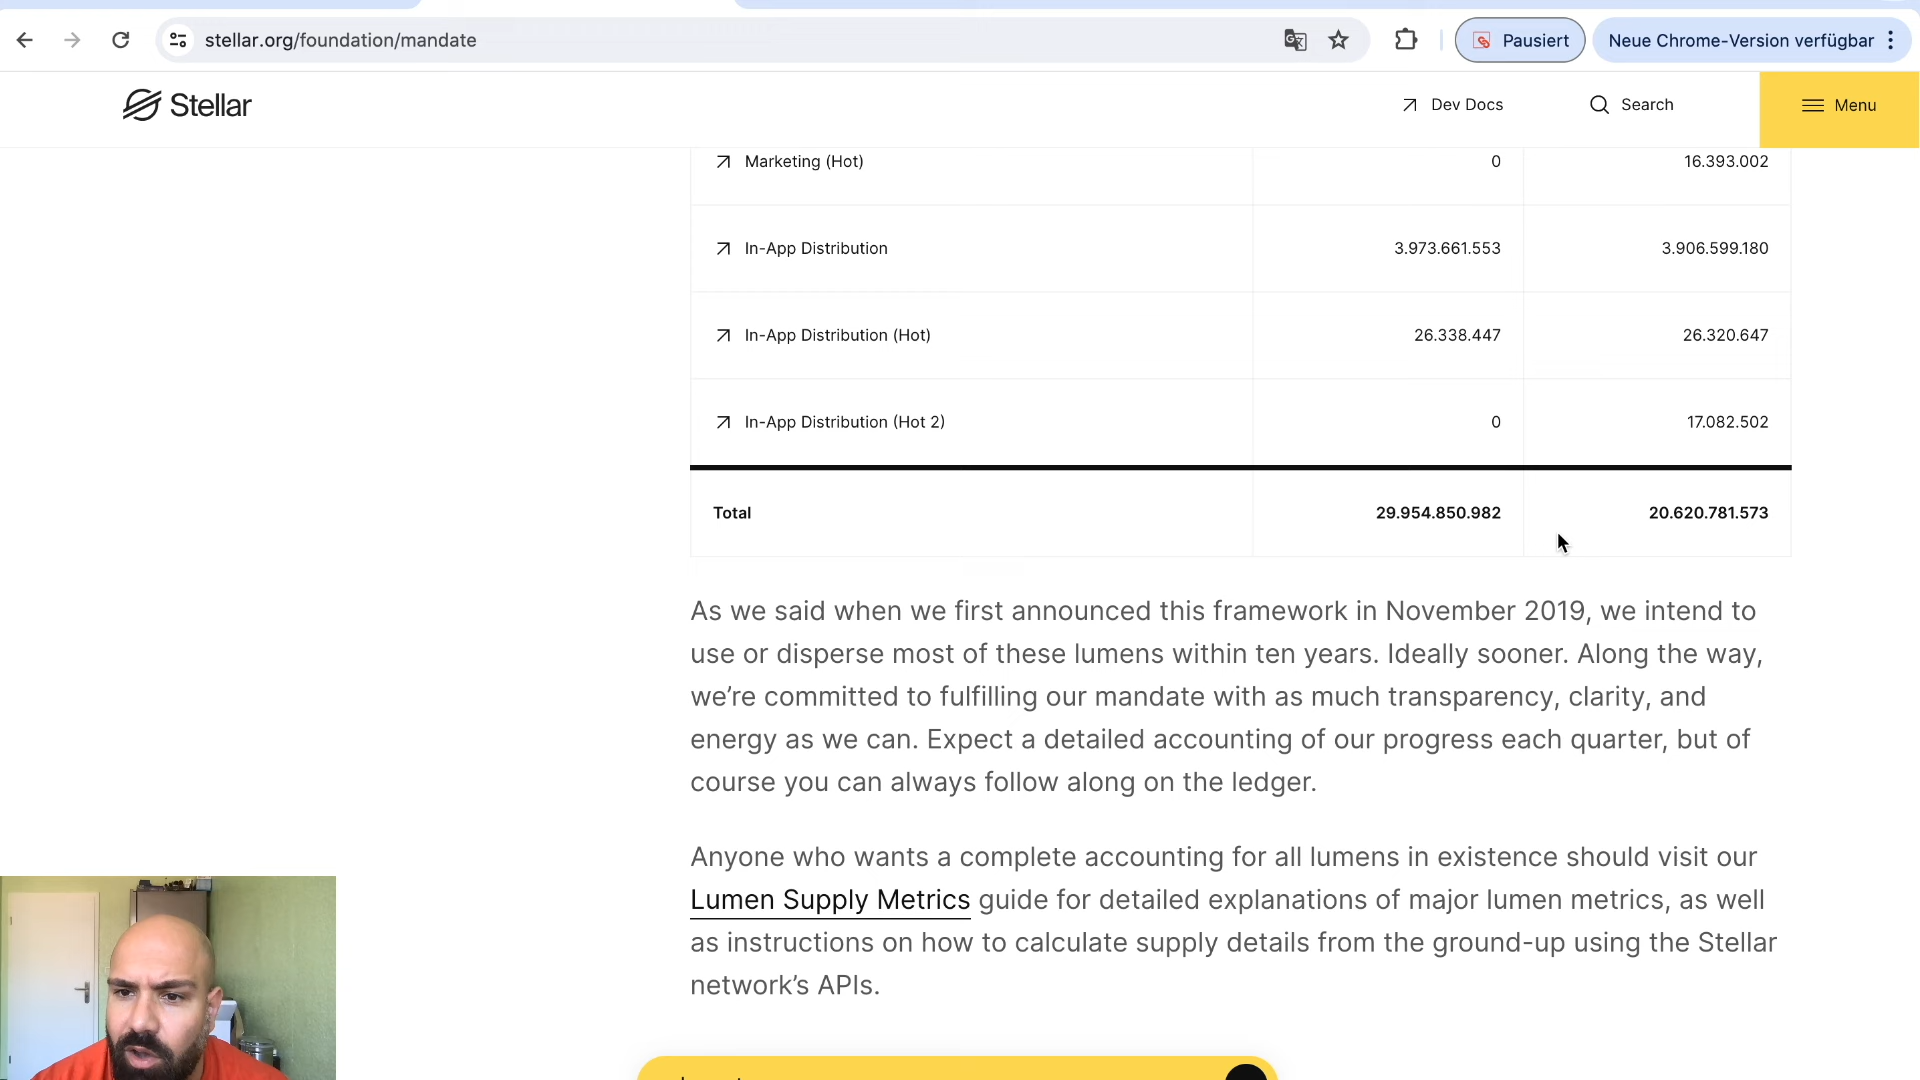 stellar.org/foundation/mandate
Pausiert
Neue Chrome-Version verfügbar
Stellar
Dev Docs
Search
Menu
Marketing (Hot) 0 16.393.002
In-App Distribution 3.973.661.553 3.906.599.180
In-App Distribution (Hot) 26.338.447 26.320.647
In-App Distribution (Hot 2) 0 17.082.502
Total 29.954.850.982 20.620.781.573
As we said when we first announced this framework in November 2019, we intend to
use or disperse most of these lumens within ten years. Ideally sooner. Along the way,
we’re committed to fulfilling our mandate with as much transparency, clarity, and
energy as we can. Expect a detailed accounting of our progress each quarter, but of
course you can always follow along on the ledger.
Anyone who wants a complete accounting for all lumens in existence should visit our
Lumen Supply Metrics guide for detailed explanations of major lumen metrics, as well
as instructions on how to calculate supply details from the ground-up using the Stellar
network’s APIs.